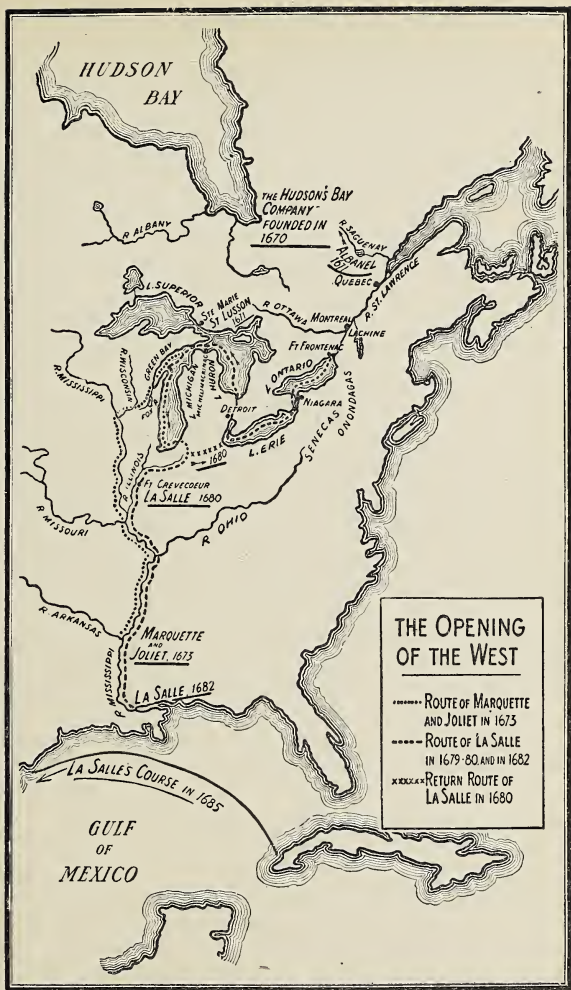 HUDSON
BAY
THE HUDSON'S BAY
COMPANY
FOUNDED IN
1670
R ALBANY
R SAGUENAY
ALBANEL
1671
QUEBEC
R. ST. LAWRENCE
L. SUPERIOR
STE MARIE
ST LUSSON
1671
R OTTAWA
MONTREAL
LACHINE
FT FRONTENAC
L ONTARIO
R. WISCONSIN
GREEN BAY
FOX
L MICHIGAN
MICHILIMACKINAC
HURON
L
R. MISSISSIPPI
DETROIT
NIAGARA
SENECAS
ONONDAGAS
L. ERIE
1680
R ILLINOIS
FT CREVECOEUR
LA SALLE 1680
R. MISSOURI
R OHIO
R. ARKANSAS
MARQUETTE
AND
JOLIET, 1673
R MISSISSIPPI
LA SALLE, 1682
LA SALLE'S COURSE IN 1685
GULF
OF
MEXICO
THE OPENING
OF THE WEST
ROUTE OF MARQUETTE
AND JOLIET IN 1673
ROUTE OF LA SALLE
IN 1679-80, AND IN 1682
xxxxxx RETURN ROUTE OF
LA SALLE IN 1680